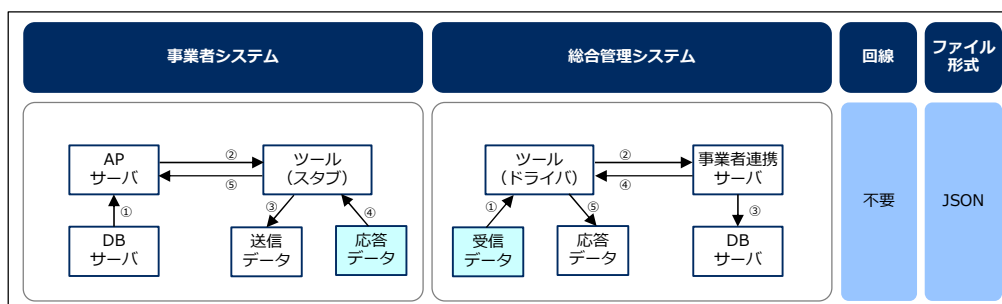 事業者システム
総合管理システム
回線
ファイル
形式
AP
サーバ
②
⑤
ツール
(スタブ)
①
③
④
DB
サーバ
送信
データ
応答
データ
ツール
(ドライバ)
②
④
事業者連携
サーバ
①
⑤
③
受信
データ
応答
データ
DB
サーバ
不要
JSON